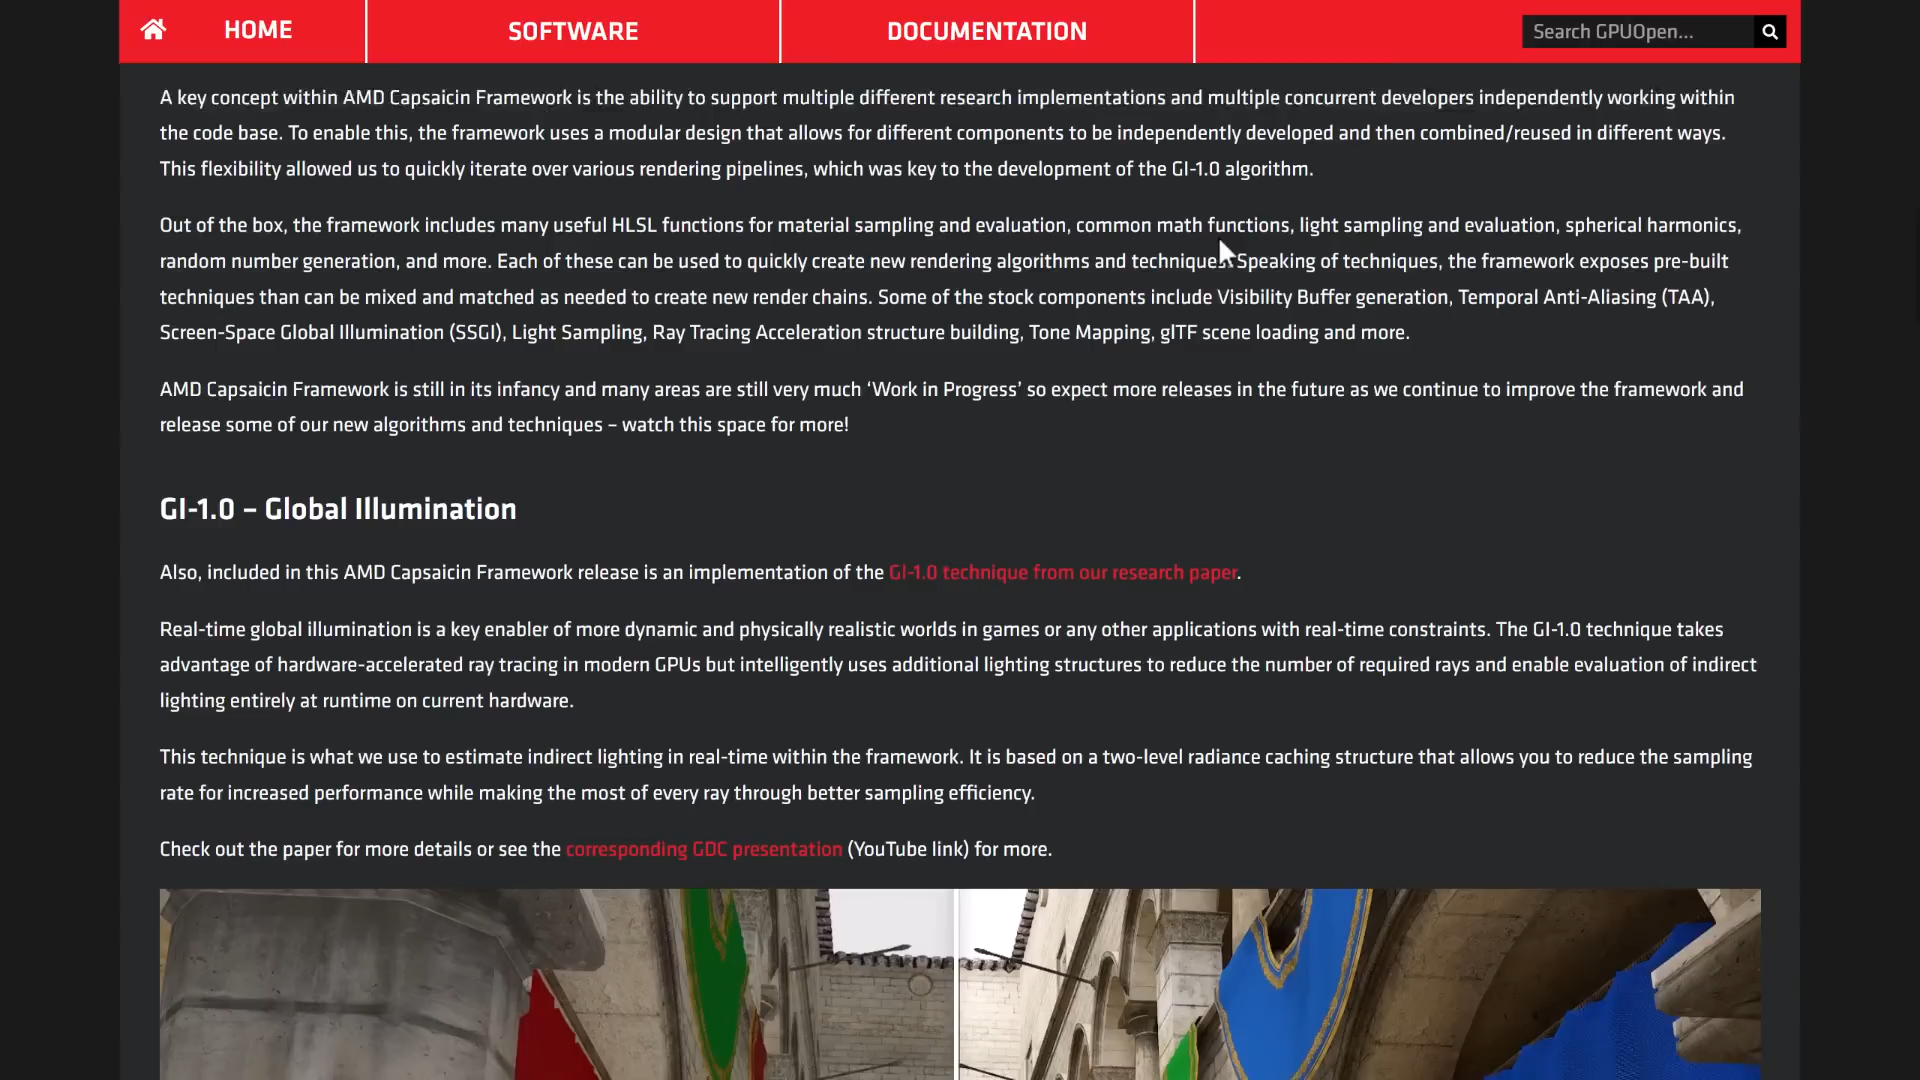 HOME
SOFTWARE
DOCUMENTATION
Search GPUOpen...
A key concept within AMD Capsaicin Framework is the ability to support multiple different research implementations and multiple concurrent developers independently working within
the code base. To enable this, the framework uses a modular design that allows for different components to be independently developed and then combined/reused in different ways.
This flexibility allowed us to quickly iterate over various rendering pipelines, which was key to the development of the GI-1.0 algorithm.
Out of the box, the framework includes many useful HLSL functions for material sampling and evaluation, common math functions, light sampling and evaluation, spherical harmonics,
random number generation, and more. Each of these can be used to quickly create new rendering algorithms and techniques. Speaking of techniques, the framework exposes pre-built
techniques than can be mixed and matched as needed to create new render chains. Some of the stock components include Visibility Buffer generation, Temporal Anti-Aliasing (TAA),
Screen-Space Global Illumination (SSGI), Light Sampling, Ray Tracing Acceleration structure building, Tone Mapping, glTF scene loading and more.
AMD Capsaicin Framework is still in its infancy and many areas are still very much ‘Work in Progress’ so expect more releases in the future as we continue to improve the framework and
release some of our new algorithms and techniques – watch this space for more!
GI-1.0 – Global Illumination
Also, included in this AMD Capsaicin Framework release is an implementation of the GI-1.0 technique from our research paper.
Real-time global illumination is a key enabler of more dynamic and physically realistic worlds in games or any other applications with real-time constraints. The GI-1.0 technique takes
advantage of hardware-accelerated ray tracing in modern GPUs but intelligently uses additional lighting structures to reduce the number of required rays and enable evaluation of indirect
lighting entirely at runtime on current hardware.
This technique is what we use to estimate indirect lighting in real-time within the framework. It is based on a two-level radiance caching structure that allows you to reduce the sampling
rate for increased performance while making the most of every ray through better sampling efficiency.
Check out the paper for more details or see the corresponding GDC presentation (YouTube link) for more.